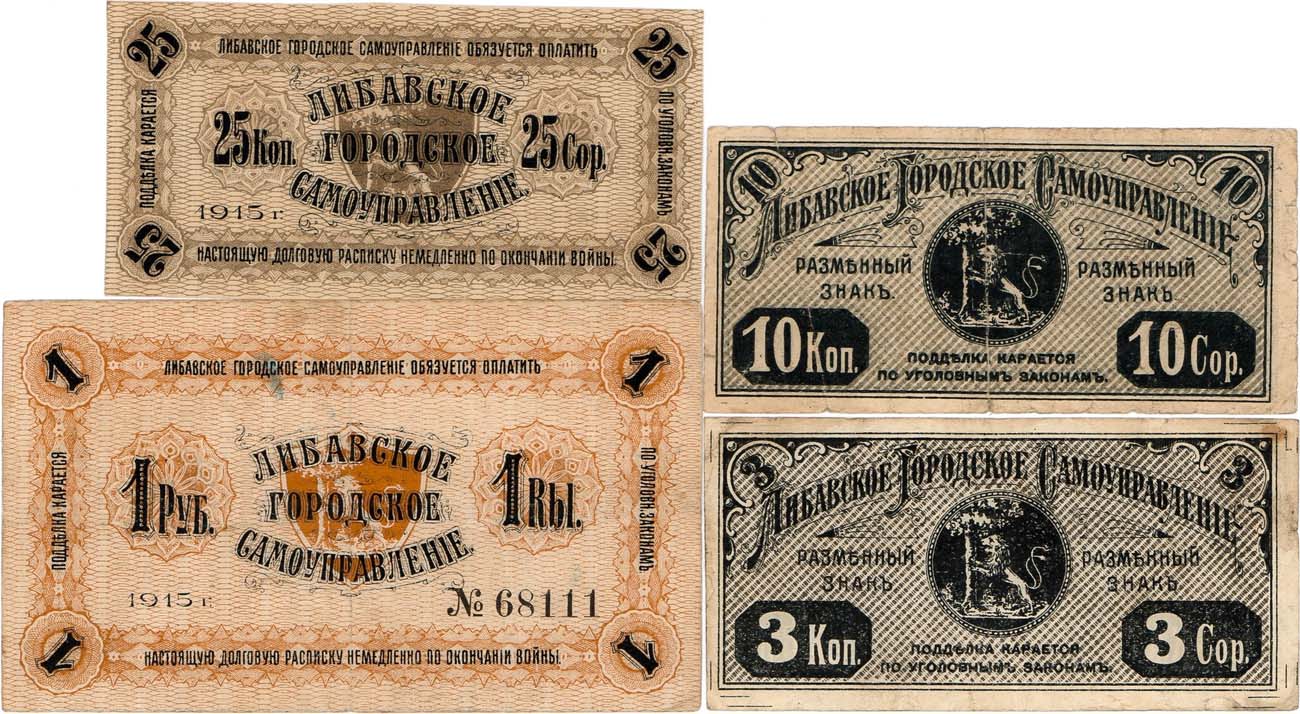 25 25
ЛИБАВСКОЕ ГОРОДСКОЕ САМОУПРАВЛЕНІЕ ОБЯЗУЕТСЯ ОПЛАТИТЬ
ПОДДѢЛКА КАРАЕТСЯ
ЛИБАВСКОЕ
25 Коп. ГОРОДСКОЕ 25 Сор.
САМОУПРАВЛЕНІЕ.
ПО УГОЛОВН. ЗАКОНАМЪ
1915 г.
НАСТОЯЩУЮ ДОЛГОВУЮ РАСПИСКУ НЕМЕДЛЕННО ПО ОКОНЧАНІИ ВОЙНЫ.
25 25
1 1
ЛИБАВСКОЕ ГОРОДСКОЕ САМОУПРАВЛЕНІЕ ОБЯЗУЕТСЯ ОПЛАТИТЬ
ПОДДѢЛКА КАРАЕТСЯ
ЛИБАВСКОЕ
1 РУБ. ГОРОДСКОЕ 1 Rbl.
САМОУПРАВЛЕНІЕ.
ПО УГОЛОВН. ЗАКОНАМЪ
1915 г. № 68111
НАСТОЯЩУЮ ДОЛГОВУЮ РАСПИСКУ НЕМЕДЛЕННО ПО ОКОНЧАНІИ ВОЙНЫ.
1 1
10 10
Либавское Городское Самоуправленіе
РАЗМѢННЫЙ РАЗМѢННЫЙ
ЗНАКЪ. ЗНАКЪ
10 Коп. 10 Сор.
ПОДДѢЛКА КАРАЕТСЯ
ПО УГОЛОВНЫМЪ ЗАКОНАМЪ.
3 3
Либавское Городское Самоуправленіе
РАЗМѢННЫЙ РАЗМѢННЫЙ
ЗНАКЪ ЗНАКЪ
3 Коп. 3 Сор.
ПОДДѢЛКА КАРАЕТСЯ
ПО УГОЛОВНЫМЪ ЗАКОНАМЪ.